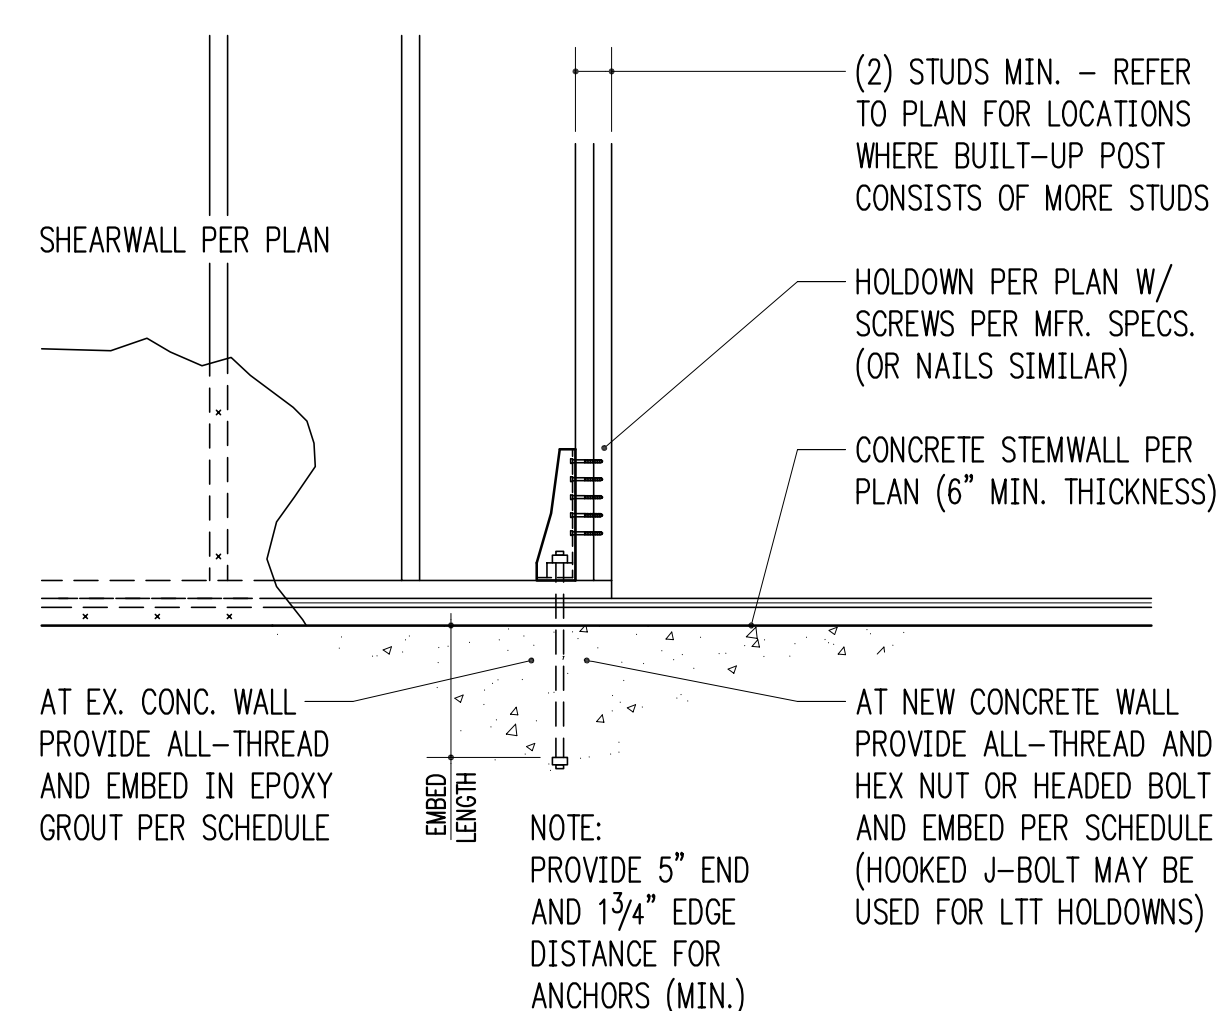 (2) STUDS MIN. – REFER
TO PLAN FOR LOCATIONS
WHERE BUILT–UP POST
CONSISTS OF MORE STUDS
SHEARWALL PER PLAN
HOLDOWN PER PLAN W/
SCREWS PER MFR. SPECS.
(OR NAILS SIMILAR)
CONCRETE STEMWALL PER
PLAN (6” MIN. THICKNESS)
AT EX. CONC. WALL
PROVIDE ALL–THREAD
AND EMBED IN EPOXY
GROUT PER SCHEDULE
EMBED
LENGTH
NOTE:
PROVIDE 5” END
AND 1 3/4” EDGE
DISTANCE FOR
ANCHORS (MIN.)
AT NEW CONCRETE WALL
PROVIDE ALL–THREAD AND
HEX NUT OR HEADED BOLT
AND EMBED PER SCHEDULE
(HOOKED J–BOLT MAY BE
USED FOR LTT HOLDOWNS)